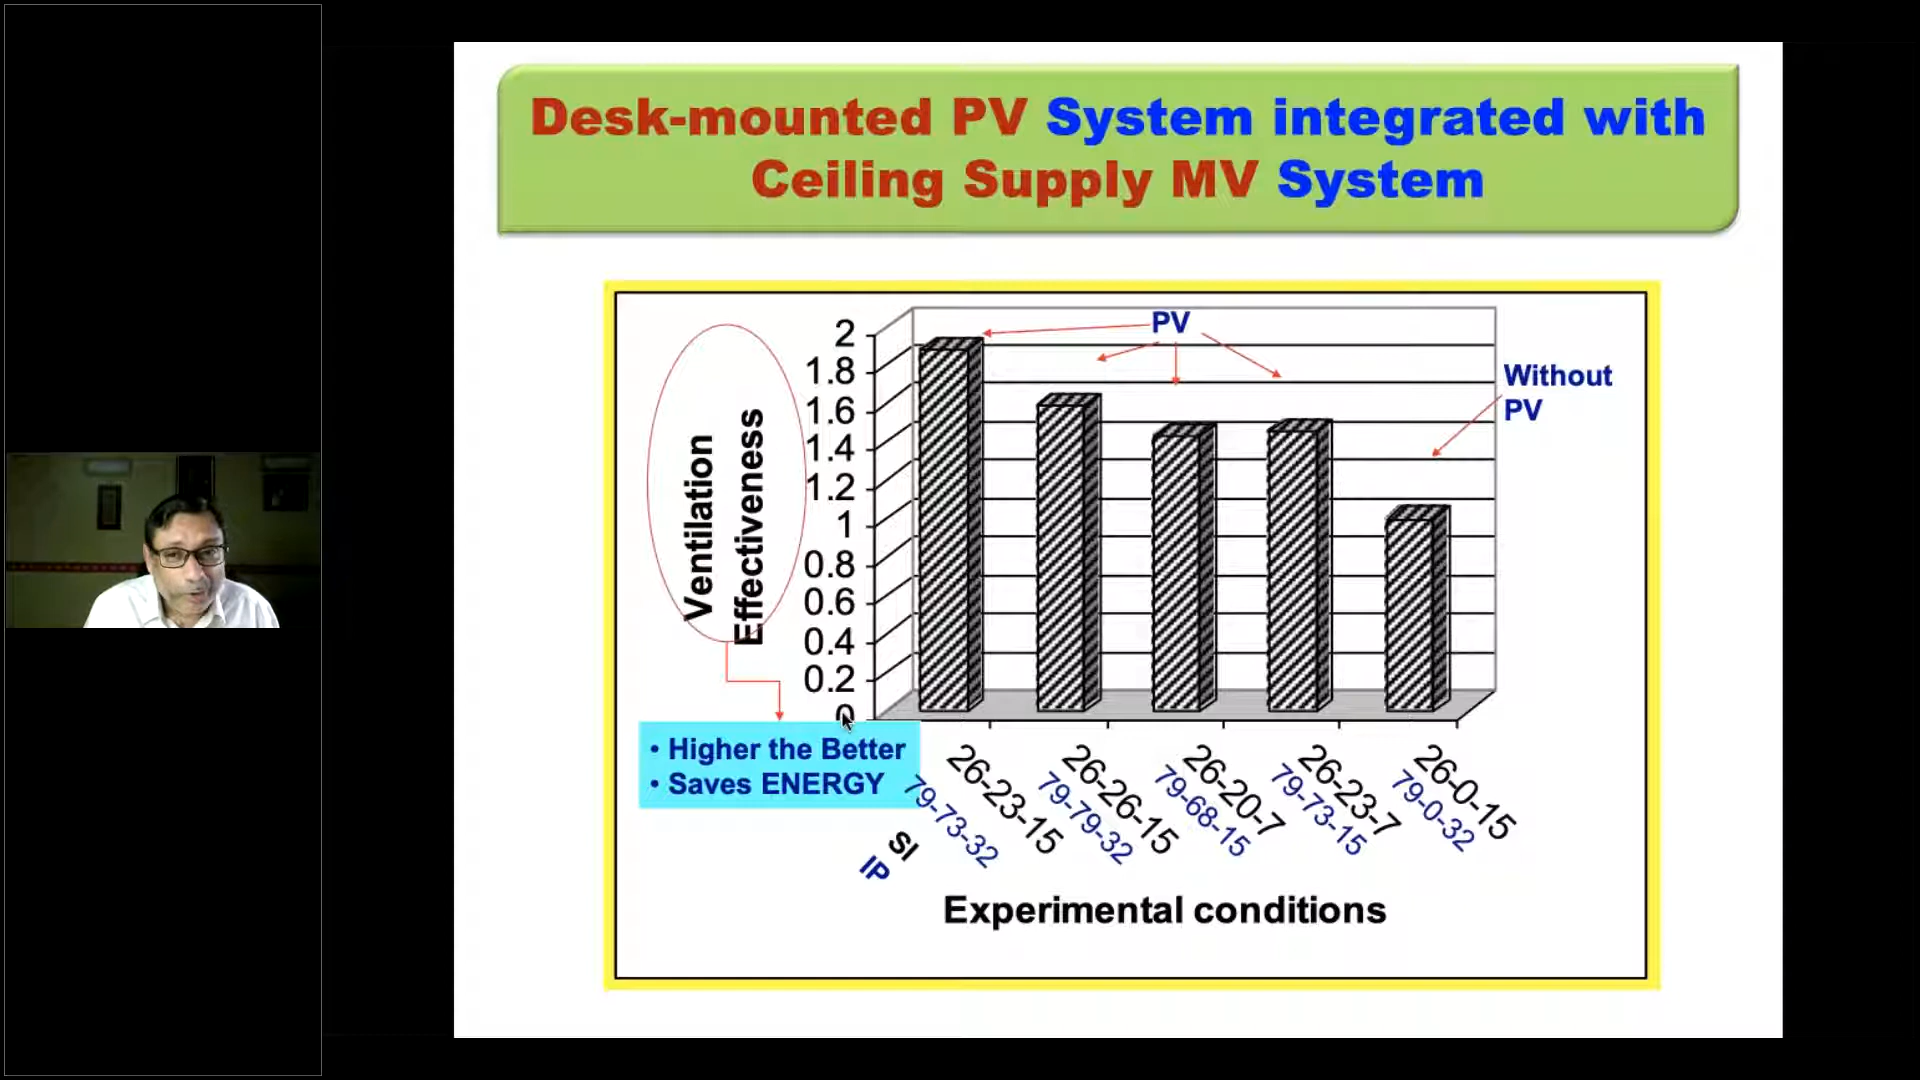 Desk-mounted PV System integrated with
Ceiling Supply MV System
PV
Without
PV
Ventilation
Effectiveness
2
1.8
1.6
1.4
1.2
1
0.8
0.6
0.4
0.2
0
• Higher the Better
• Saves ENERGY
SI
IP
26-23-15
79-73-32
26-26-15
79-79-32
26-20-7
79-68-15
26-23-7
79-73-15
26-0-15
79-0-32
Experimental conditions